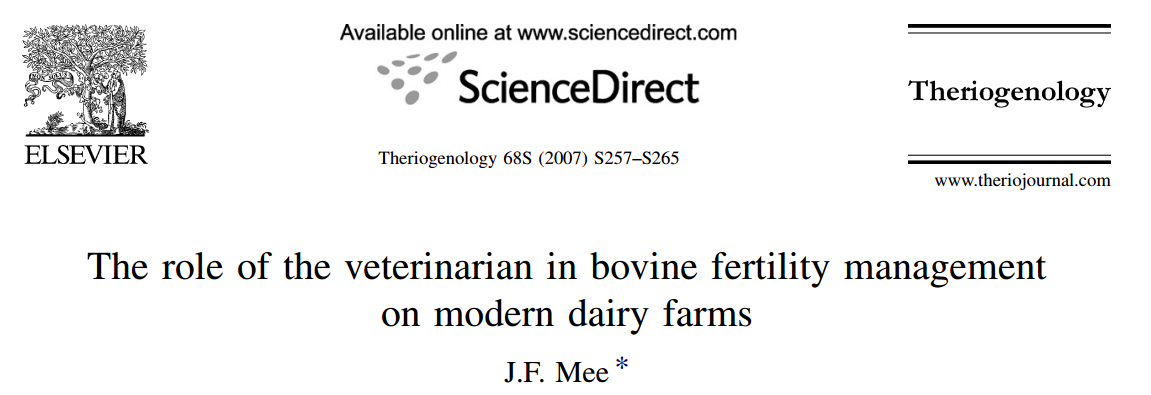 Available online at www.sciencedirect.com
ScienceDirect
ELSEVIER
Theriogenology 68S (2007) S257–S265
Theriogenology
www.theriojournal.com
The role of the veterinarian in bovine fertility management
on modern dairy farms
J.F. Mee *